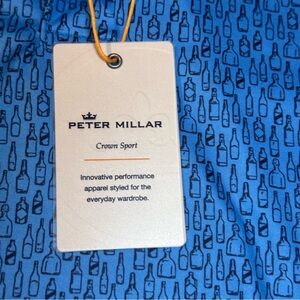 PETER MILLAR
Crown Sport
Innovative performance
apparel styled for the
everyday wardrobe.